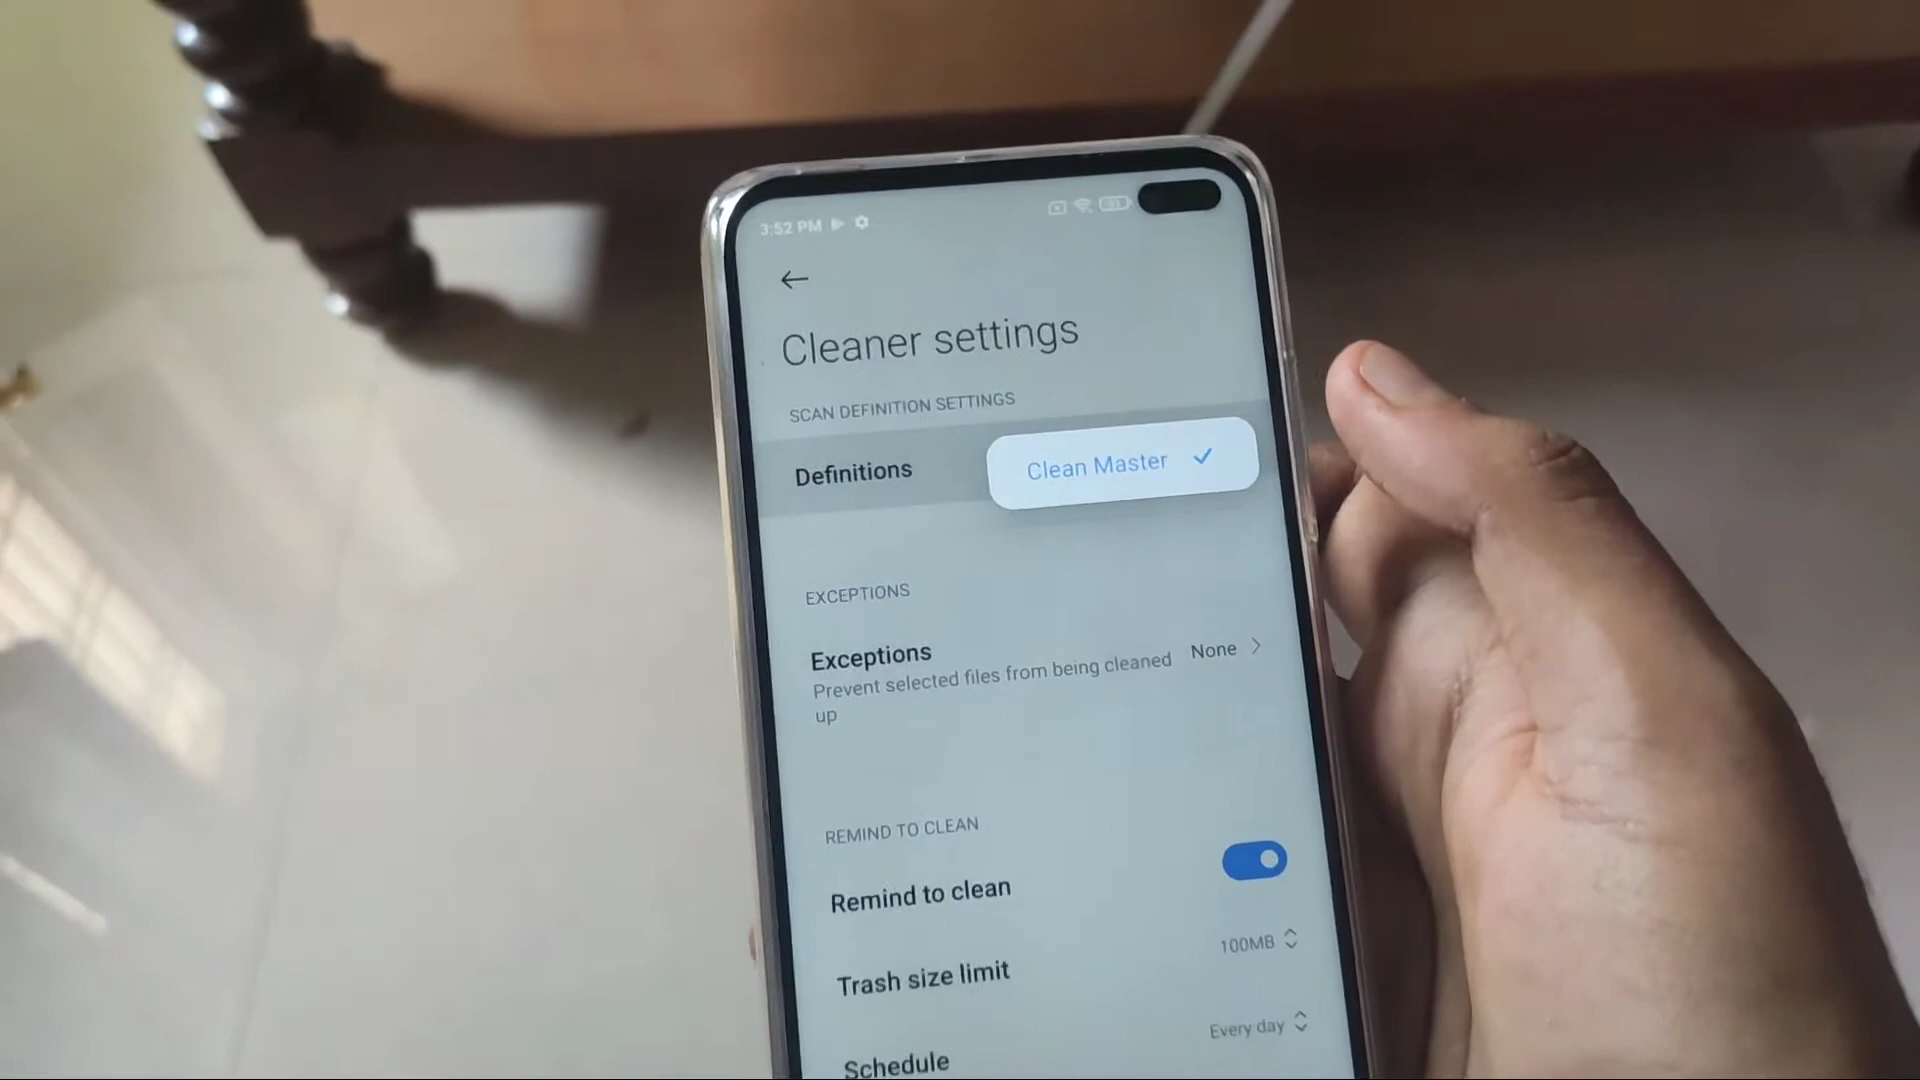 3:52 PM
Cleaner settings
SCAN DEFINITION SETTINGS
Definitions
Clean Master
EXCEPTIONS
Exceptions
None
Prevent selected files from being cleaned
up
REMIND TO CLEAN
Remind to clean
Trash size limit
100MB
Schedule
Every day